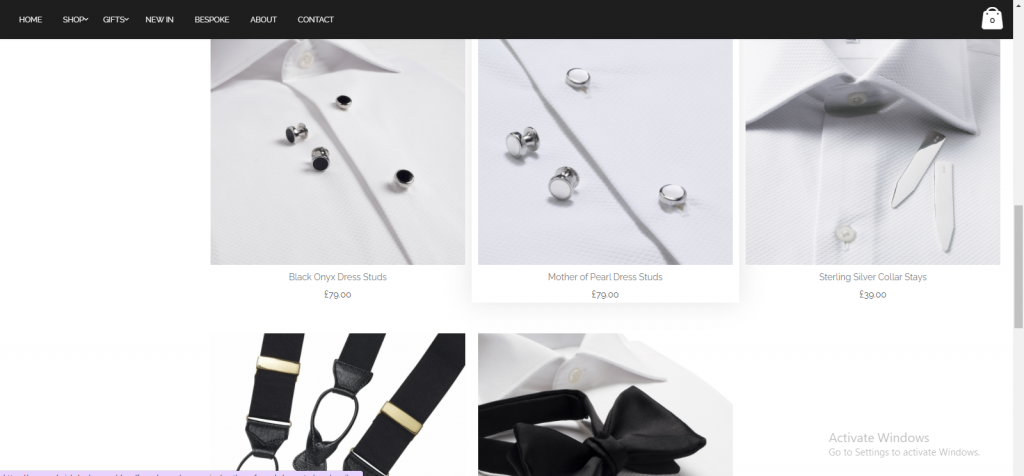 HOME SHOP GIFTS NEW IN BESPOKE ABOUT CONTACT
0
Black Onyx Dress Studs
£79.00
Mother of Pearl Dress Studs
£79.00
Sterling Silver Collar Stays
£39.00
Activate Windows
Go to Settings to activate Windows.